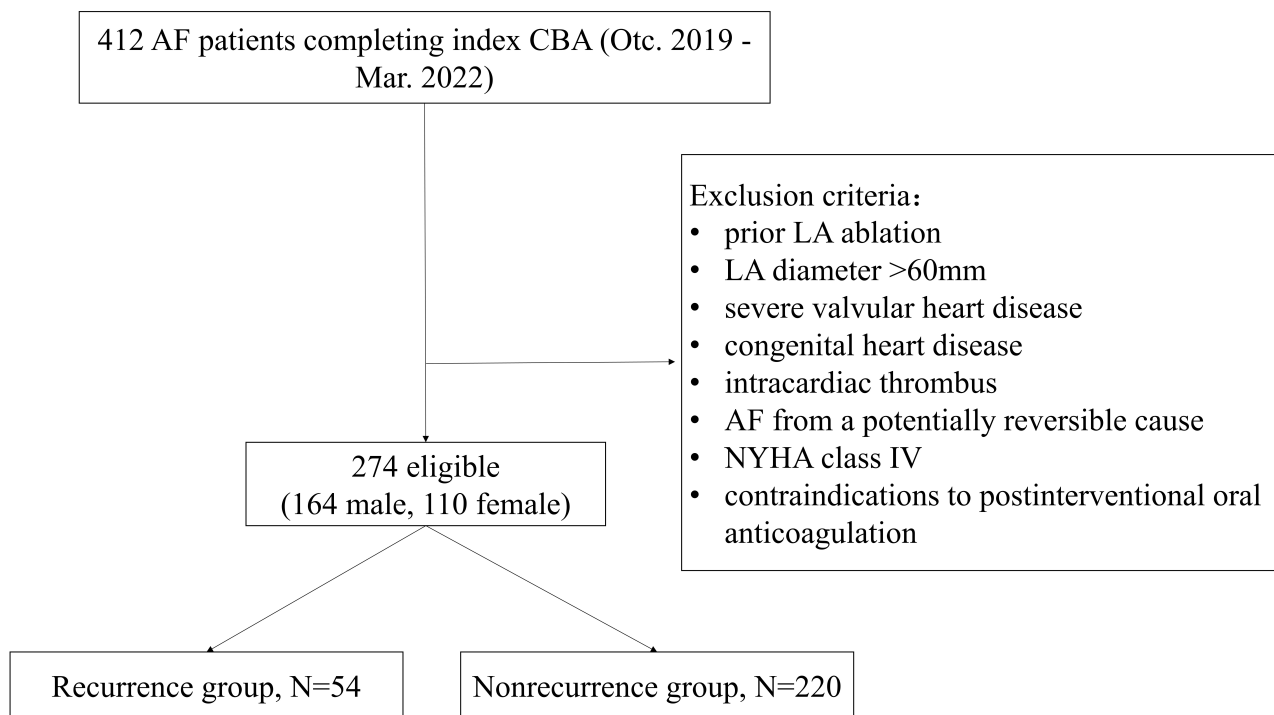 412 AF patients completing index CBA (Otc. 2019 -
Mar. 2022)
Exclusion criteria：
• prior LA ablation
• LA diameter >60mm
• severe valvular heart disease
• congenital heart disease
• intracardiac thrombus
• AF from a potentially reversible cause
• NYHA class IV
• contraindications to postinterventional oral
anticoagulation
274 eligible
(164 male, 110 female)
Recurrence group, N=54
Nonrecurrence group, N=220